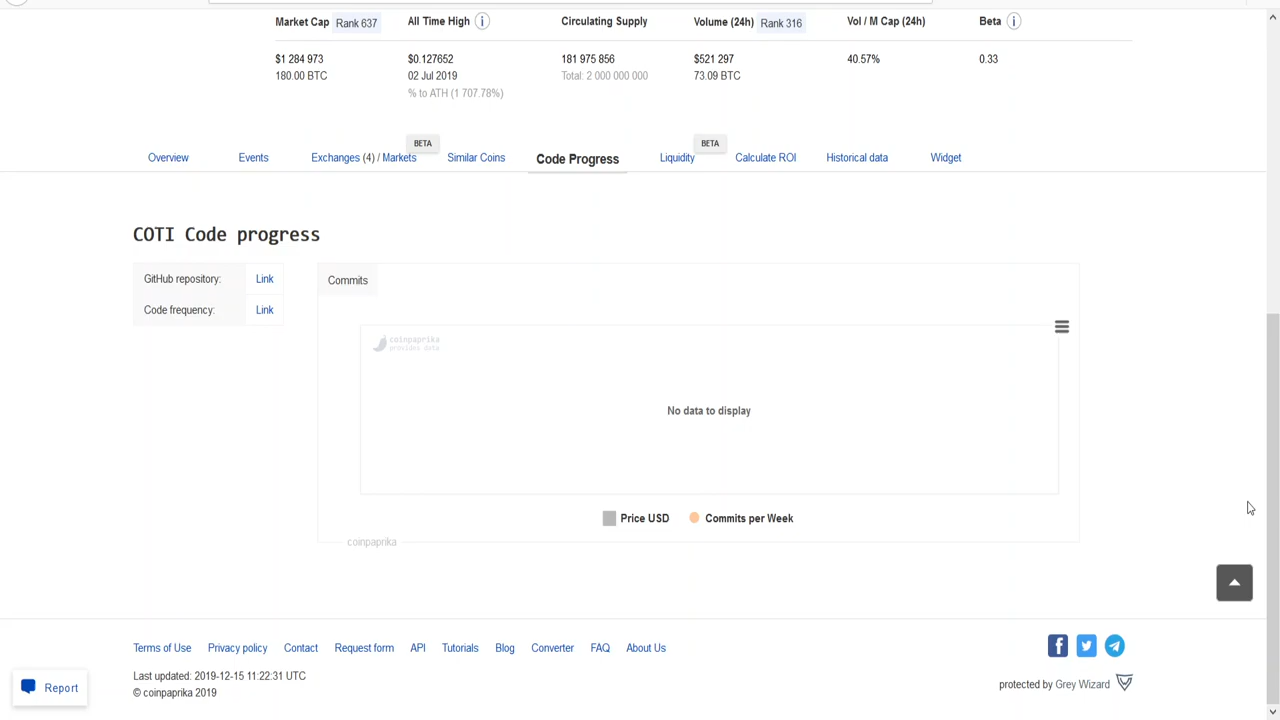 Market Cap Rank 637 All Time High i Circulating Supply Volume (24h) Rank 316 Vol / M Cap (24h) Beta i
$1 284 973 $0.127652 181 975 856 $521 297 40.57% 0.33
180.00 BTC 02 Jul 2019 Total: 2 000 000 000 73.09 BTC
% to ATH (1 707.78%)
BETA BETA
Overview Events Exchanges (4) / Markets Similar Coins Code Progress Liquidity Calculate ROI Historical data Widget
COTI Code progress
GitHub repository: Link Commits
Code frequency: Link
coinpaprika
provides data
No data to display
Price USD Commits per Week
coinpaprika
Terms of Use Privacy policy Contact Request form API Tutorials Blog Converter FAQ About Us
Last updated: 2019-12-15 11:22:31 UTC
© coinpaprika 2019
protected by Grey Wizard
Report